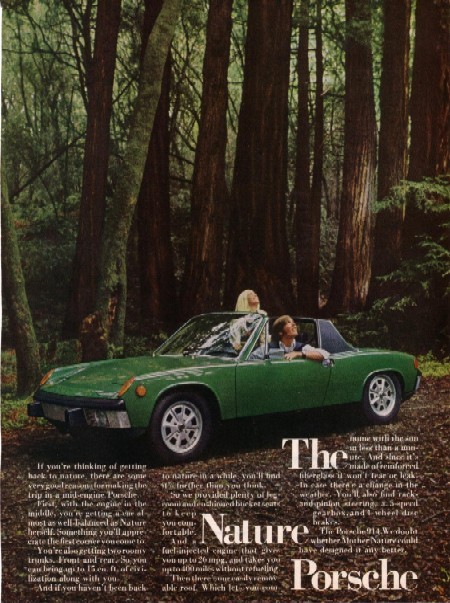 The
Nature
Porsche
If you're thinking of getting
back to nature, there are some
very good reasons for making the
trip in a mid-engine Porsche.
First, with the engine in the
middle, you're getting a car al-
most as well-balanced as Nature
herself. Something you'll appre-
ciate the first corner you come to.
You're also getting two roomy
trunks. Front and rear. So you
can bring up to 15 cu. ft. of civi-
lization along with you.
And if you haven't been back
to nature in a while, you'll find
it's farther than you think.
So we provided plenty of leg-
room and cushioned bucket seats
to keep
you com-
fortable.
And a
fuel-injected engine that gives
you up to 26 mpg, and takes you
up to 400 miles without refueling.
Then there's our easily remov-
able roof. Which lets you
commune with the sun
in less than a min-
ute. And since it's
made of reinforced
fiberglass it won't tear or leak.
In case there's a change in the
weather. You'll also find rack-
and-pinion steering, a 5-speed
gearbox, and 4-wheel disc
brakes.
The Porsche 914. We doubt
whether Mother Nature could
have designed it any better.